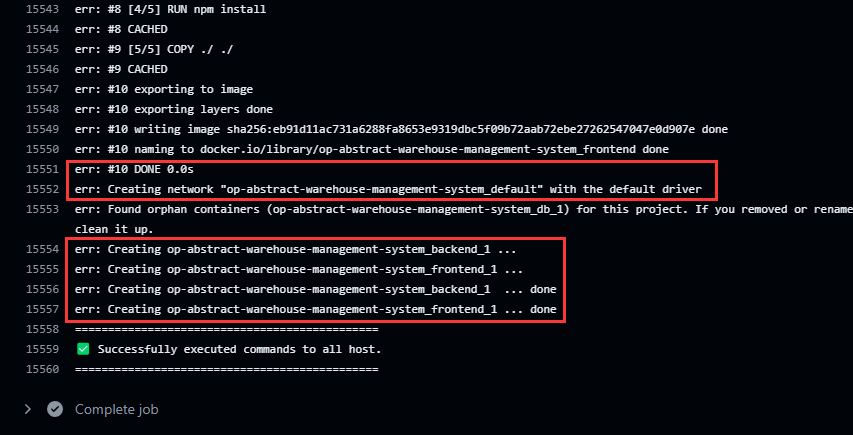 15543 err: #8 [4/5] RUN npm install
15544 err: #8 CACHED
15545 err: #9 [5/5] COPY ./ ./
15546 err: #9 CACHED
15547 err: #10 exporting to image
15548 err: #10 exporting layers done
15549 err: #10 writing image sha256:eb91d11ac731a6288fa8653e9319dbc5f09b72aab72ebe27262547047e0d907e done
15550 err: #10 naming to docker.io/library/op-abstract-warehouse-management-system_frontend done
15551 err: #10 DONE 0.0s
15552 err: Creating network "op-abstract-warehouse-management-system_default" with the default driver
15553 err: Found orphan containers (op-abstract-warehouse-management-system_db_1) for this project. If you removed or rename
clean it up.
15554 err: Creating op-abstract-warehouse-management-system_backend_1 ...
15555 err: Creating op-abstract-warehouse-management-system_frontend_1 ...
15556 err: Creating op-abstract-warehouse-management-system_backend_1  ... done
15557 err: Creating op-abstract-warehouse-management-system_frontend_1 ... done
15558 ==============================================
15559 ✅ Successfully executed commands to all host.
15560 ==============================================
Complete job